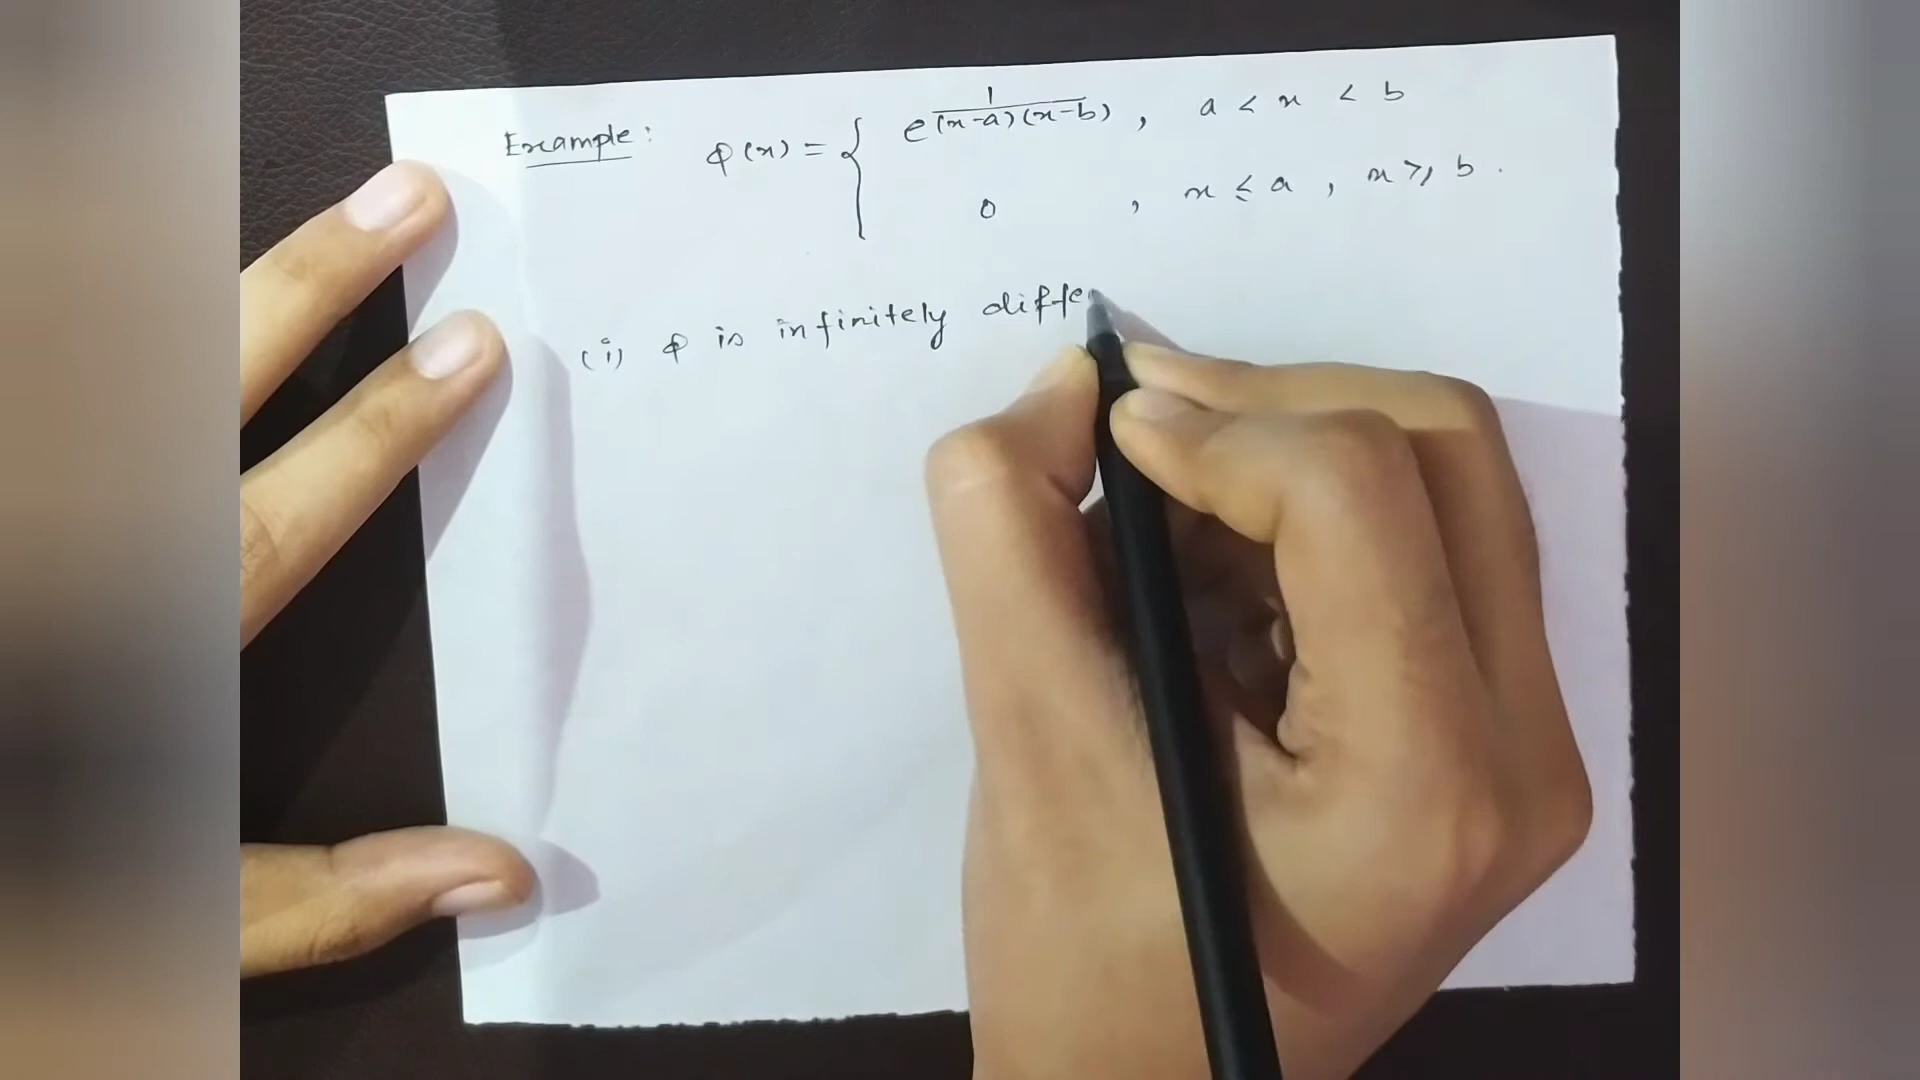 Example: φ(x) = { e^{1/((x-a)(x-b))}, a < x < b
0 , x ≤ a , x ≥ b .
(i) φ is infinitely diffe